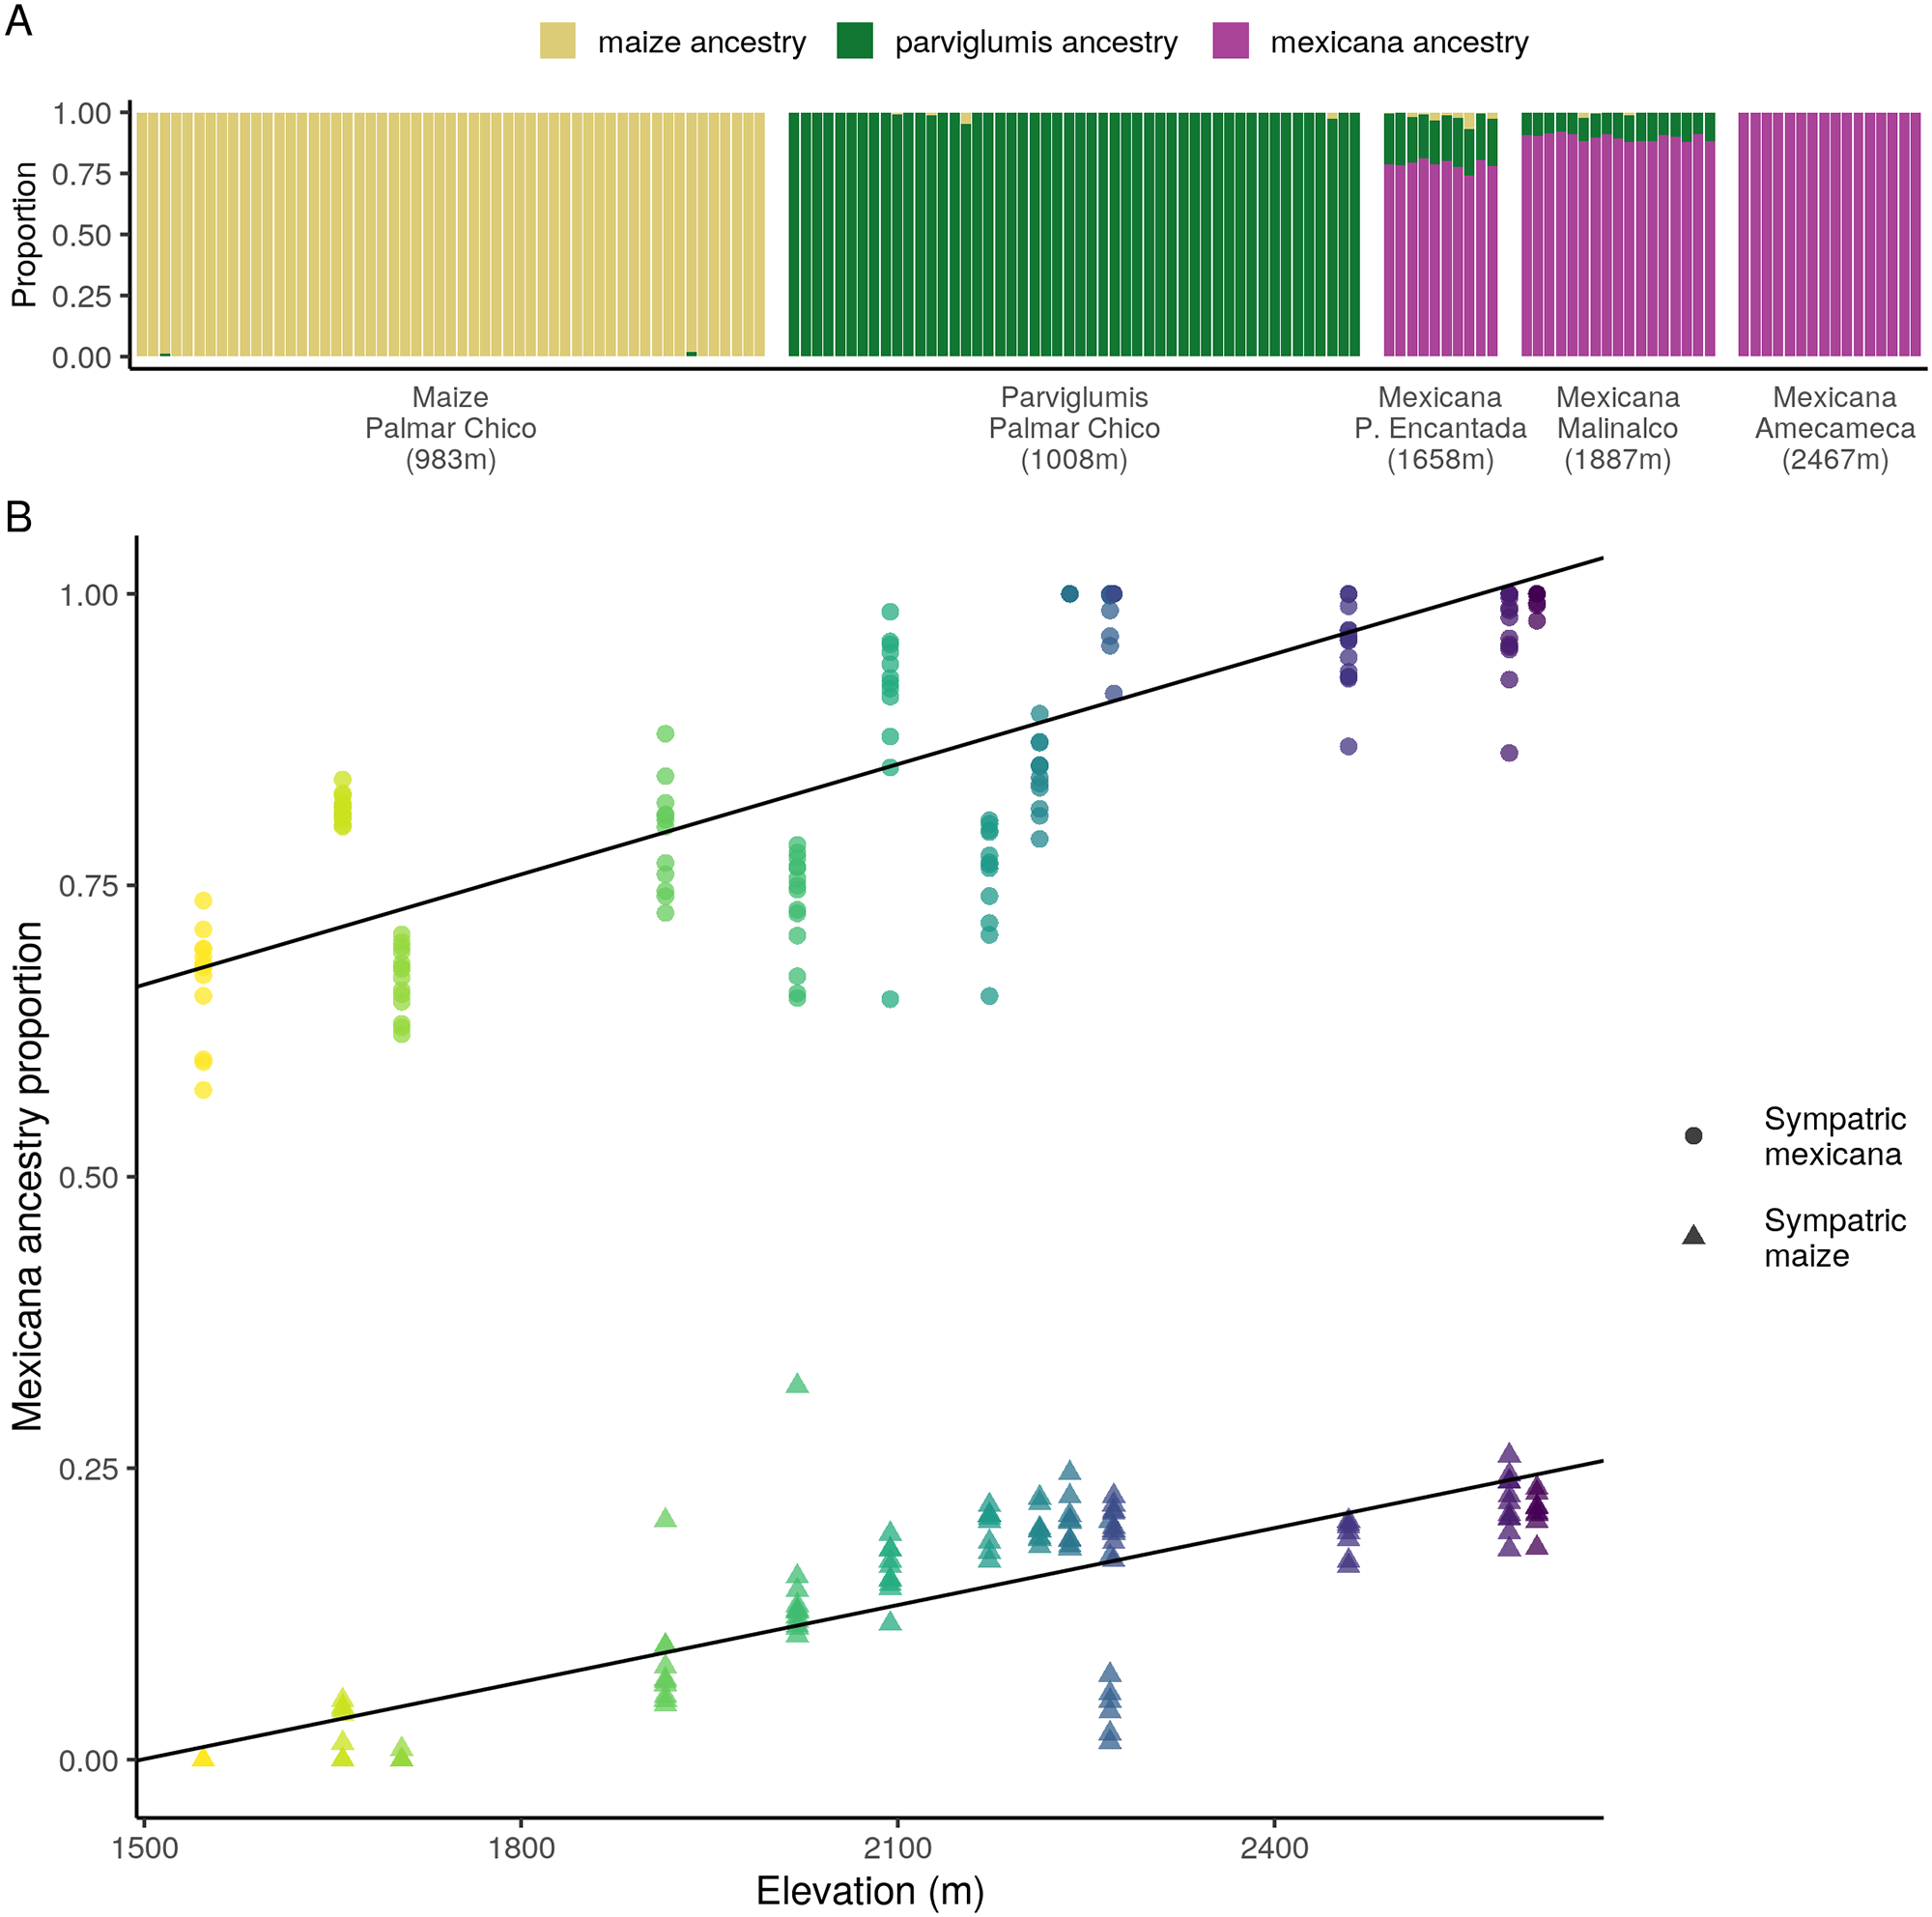 A
maize ancestry parviglumis ancestry mexicana ancestry
Proportion
1.00
0.75
0.50
0.25
0.00
Maize
Palmar Chico
(983m)
Parviglumis
Palmar Chico
(1008m)
Mexicana
P. Encantada
(1658m)
Mexicana
Malinalco
(1887m)
Mexicana
Amecameca
(2467m)
B
Mexicana ancestry proportion
1.00
0.75
0.50
0.25
0.00
1500 1800 2100 2400
Elevation (m)
Sympatric
mexicana
Sympatric
maize